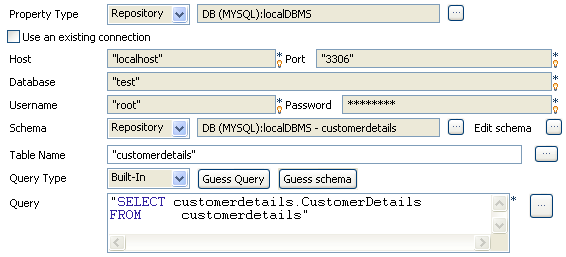 Property Type Repository DB (MYSQL):localDBMS ...
Use an existing connection
Host "localhost" * Port "3306" *
Database "test" *
Username "root" * Password ******** *
Schema Repository DB (MYSQL):localDBMS - customerdetails ... Edit schema ...
Table Name "customerdetails" ...
Query Type Built-In Guess Query Guess schema
Query "SELECT customerdetails.CustomerDetails * ...
FROM customerdetails"